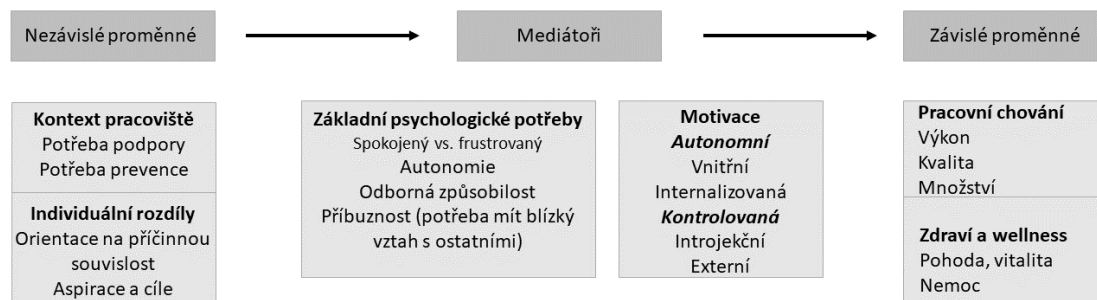 Nezávislé proměnné
Mediátoři
Závislé proměnné
Kontext pracoviště
Potřeba podpory
Potřeba prevence
Individuální rozdíly
Orientace na příčinnou
souvislost
Aspirace a cíle
Základní psychologické potřeby
Spokojený vs. frustrovaný
Autonomie
Odborná způsobilost
Příbuznost (potřeba mít blízký
vztah s ostatními)
Motivace
Autonomní
Vnitřní
Internalizovaná
Kontrolovaná
Introjekční
Externí
Pracovní chování
Výkon
Kvalita
Množství
Zdraví a wellness
Pohoda, vitalita
Nemoc